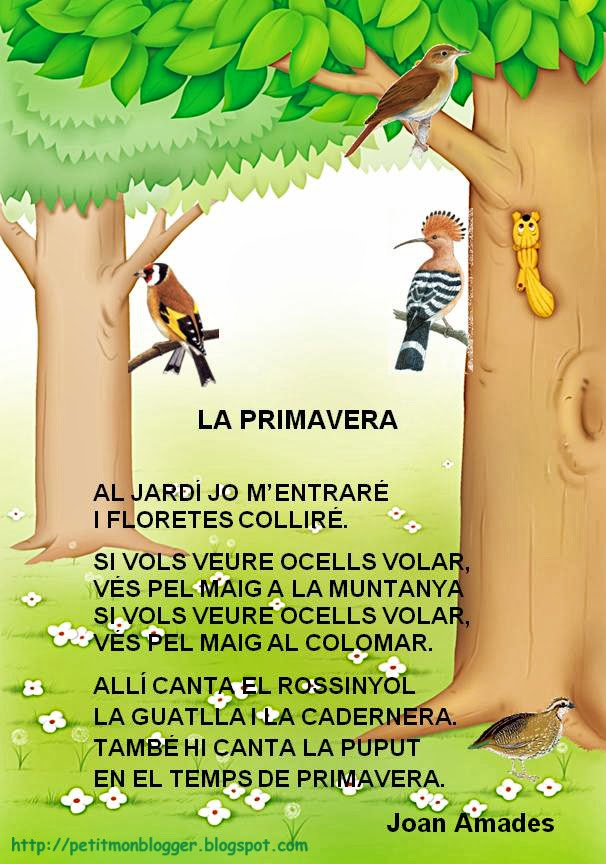 LA PRIMAVERA
AL JARDÍ JO M'ENTRARÉ
I FLORETES COLLIRÉ.
SI VOLS VEURE OCELLS VOLAR,
VÉS PEL MAIG A LA MUNTANYA
SI VOLS VEURE OCELLS VOLAR,
VÉS PEL MAIG AL COLOMAR.
ALLÍ CANTA EL ROSSINYOL
LA GUATLLA I LA CADERNERA.
TAMBÉ HI CANTA LA PUPUT
EN EL TEMPS DE PRIMAVERA.
Joan Amades
http://petitmonblogger.blogspot.com